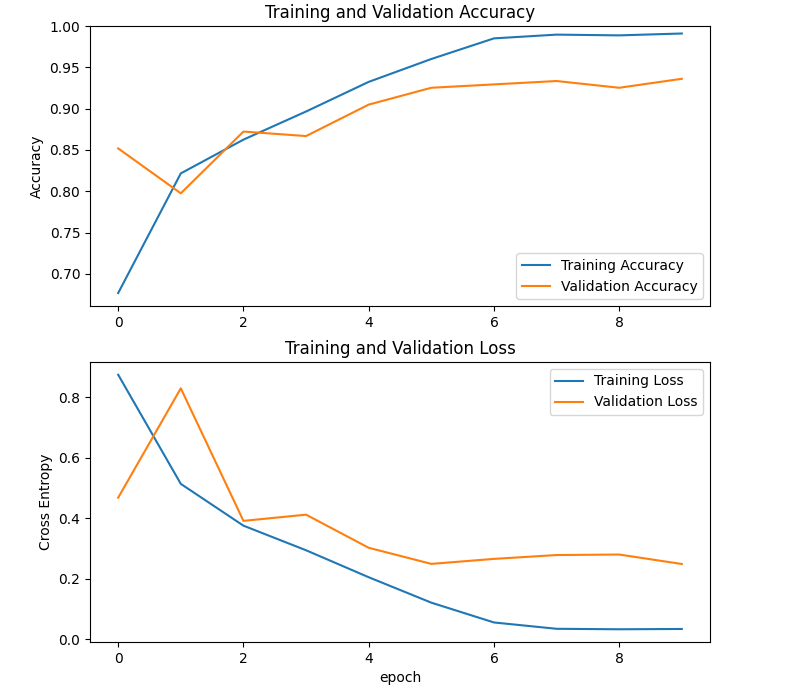 Training and Validation Accuracy
1.00
0.95
0.90
0.85
0.80
0.75
0.70
Accuracy
Training Accuracy
Validation Accuracy
0 2 4 6 8
Training and Validation Loss
0.8
0.6
0.4
0.2
0.0
Cross Entropy
Training Loss
Validation Loss
0 2 4 6 8
epoch